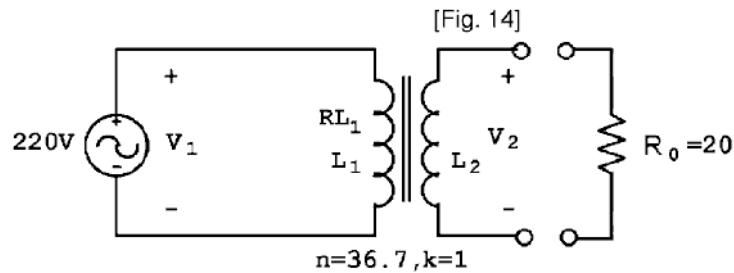 [Fig. 14]
+
+
+
220V
V1
RL1
L1
L2
V2
R0=20
-
-
-
n=36.7,k=1